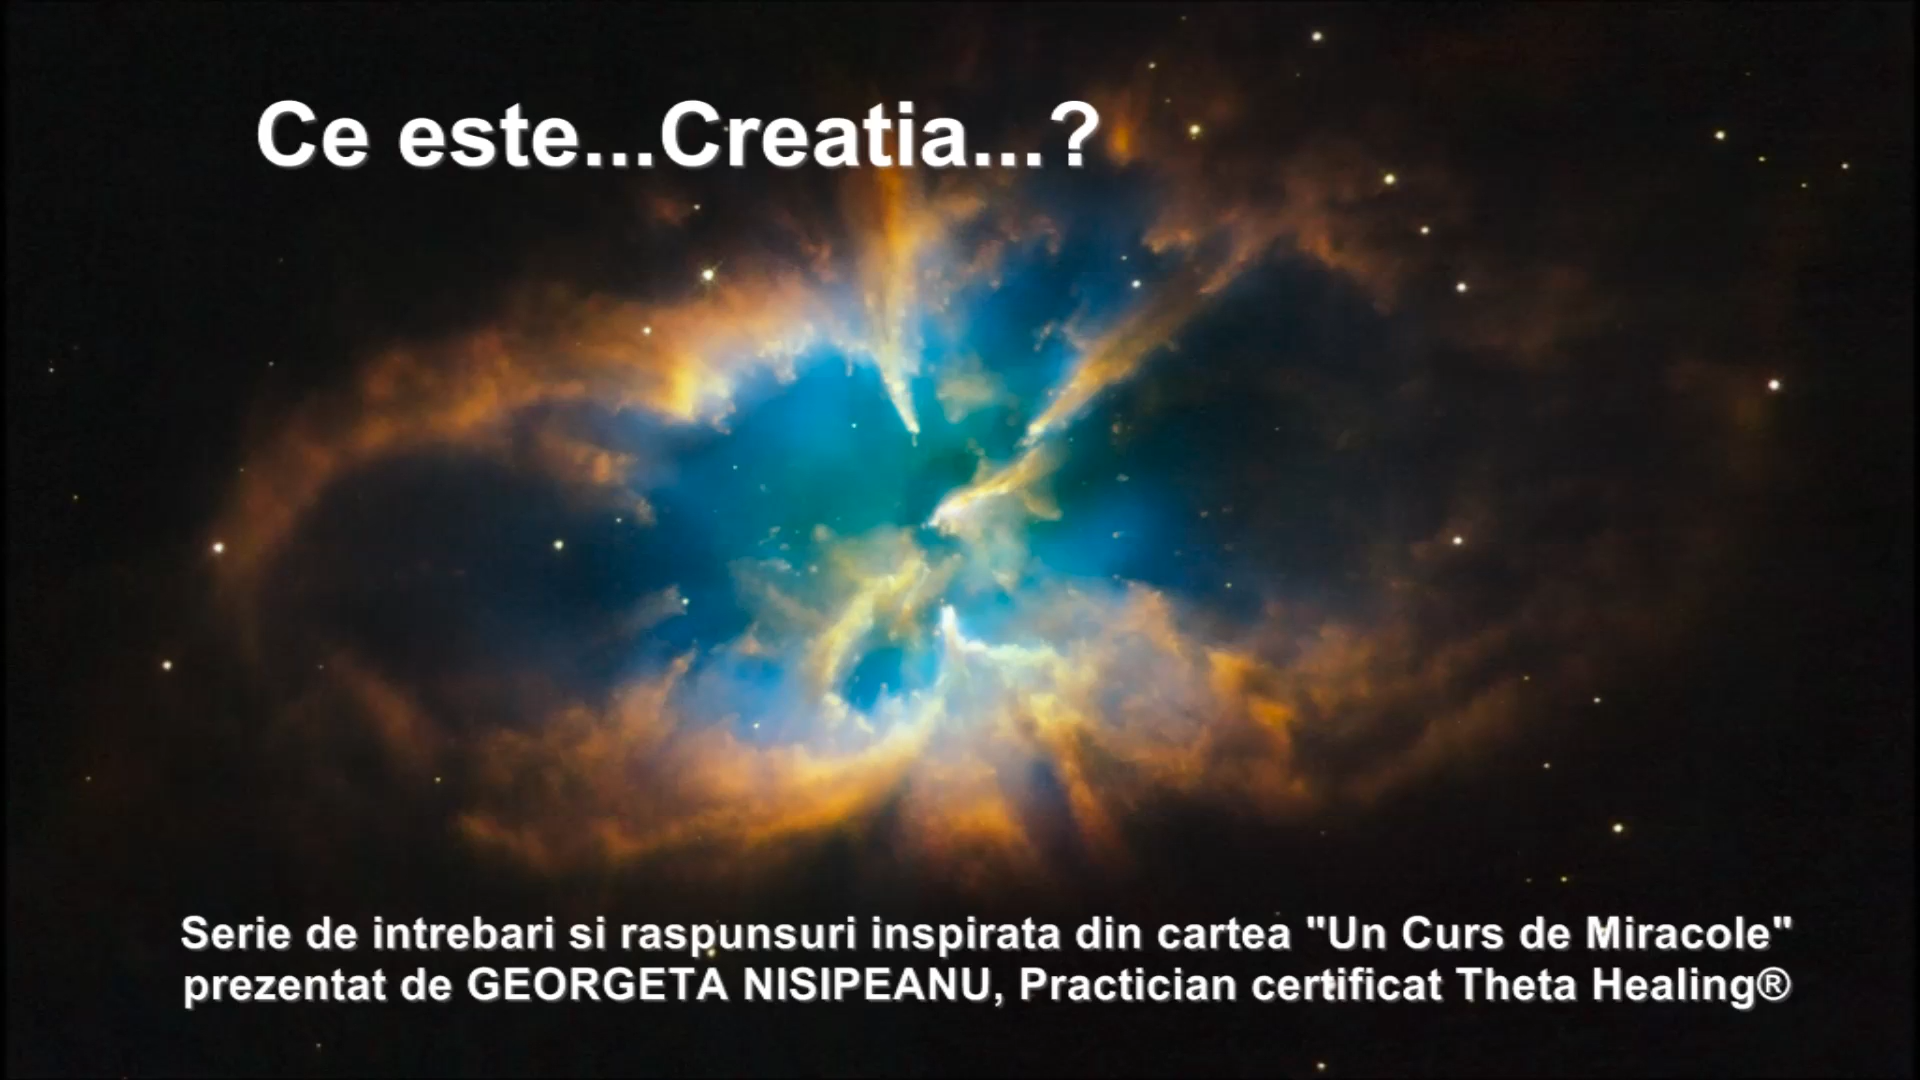 Ce este...Creatia...?
Serie de intrebari si raspunsuri inspirata din cartea "Un Curs de Miracole"
prezentat de GEORGETA NISIPEANU, Practician certificat Theta Healing®